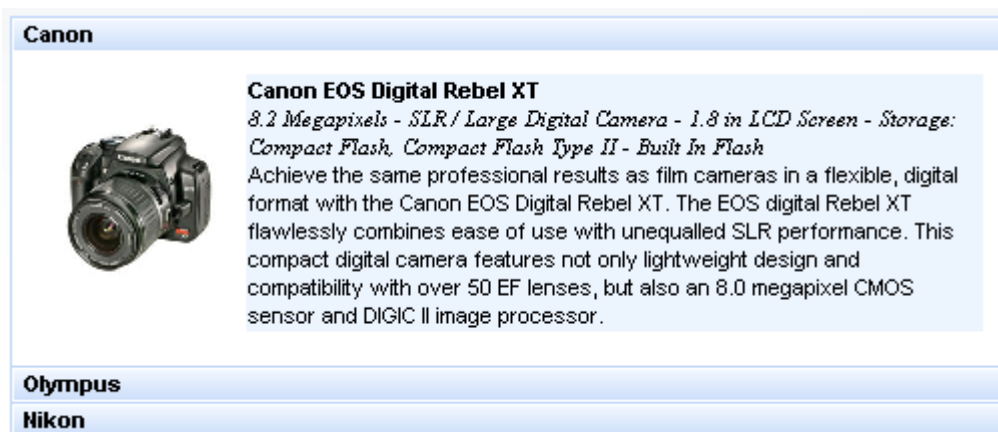 Canon
Canon EOS Digital Rebel XT
8.2 Megapixels - SLR / Large Digital Camera - 1.8 in LCD Screen - Storage:
Compact Flash, Compact Flash Type II - Built In Flash
Achieve the same professional results as film cameras in a flexible, digital
format with the Canon EOS Digital Rebel XT. The EOS digital Rebel XT
flawlessly combines ease of use with unequalled SLR performance. This
compact digital camera features not only lightweight design and
compatibility with over 50 EF lenses, but also an 8.0 megapixel CMOS
sensor and DIGIC II image processor.
Olympus
Nikon